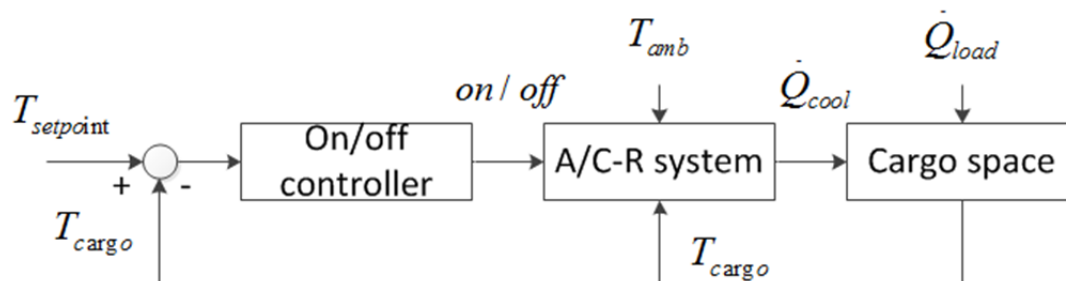 T_amb
Q̇_load
T_setpoint
on / off
Q̇_cool
On/off
controller
A/C-R system
Cargo space
+
-
T_cargo
T_cargo